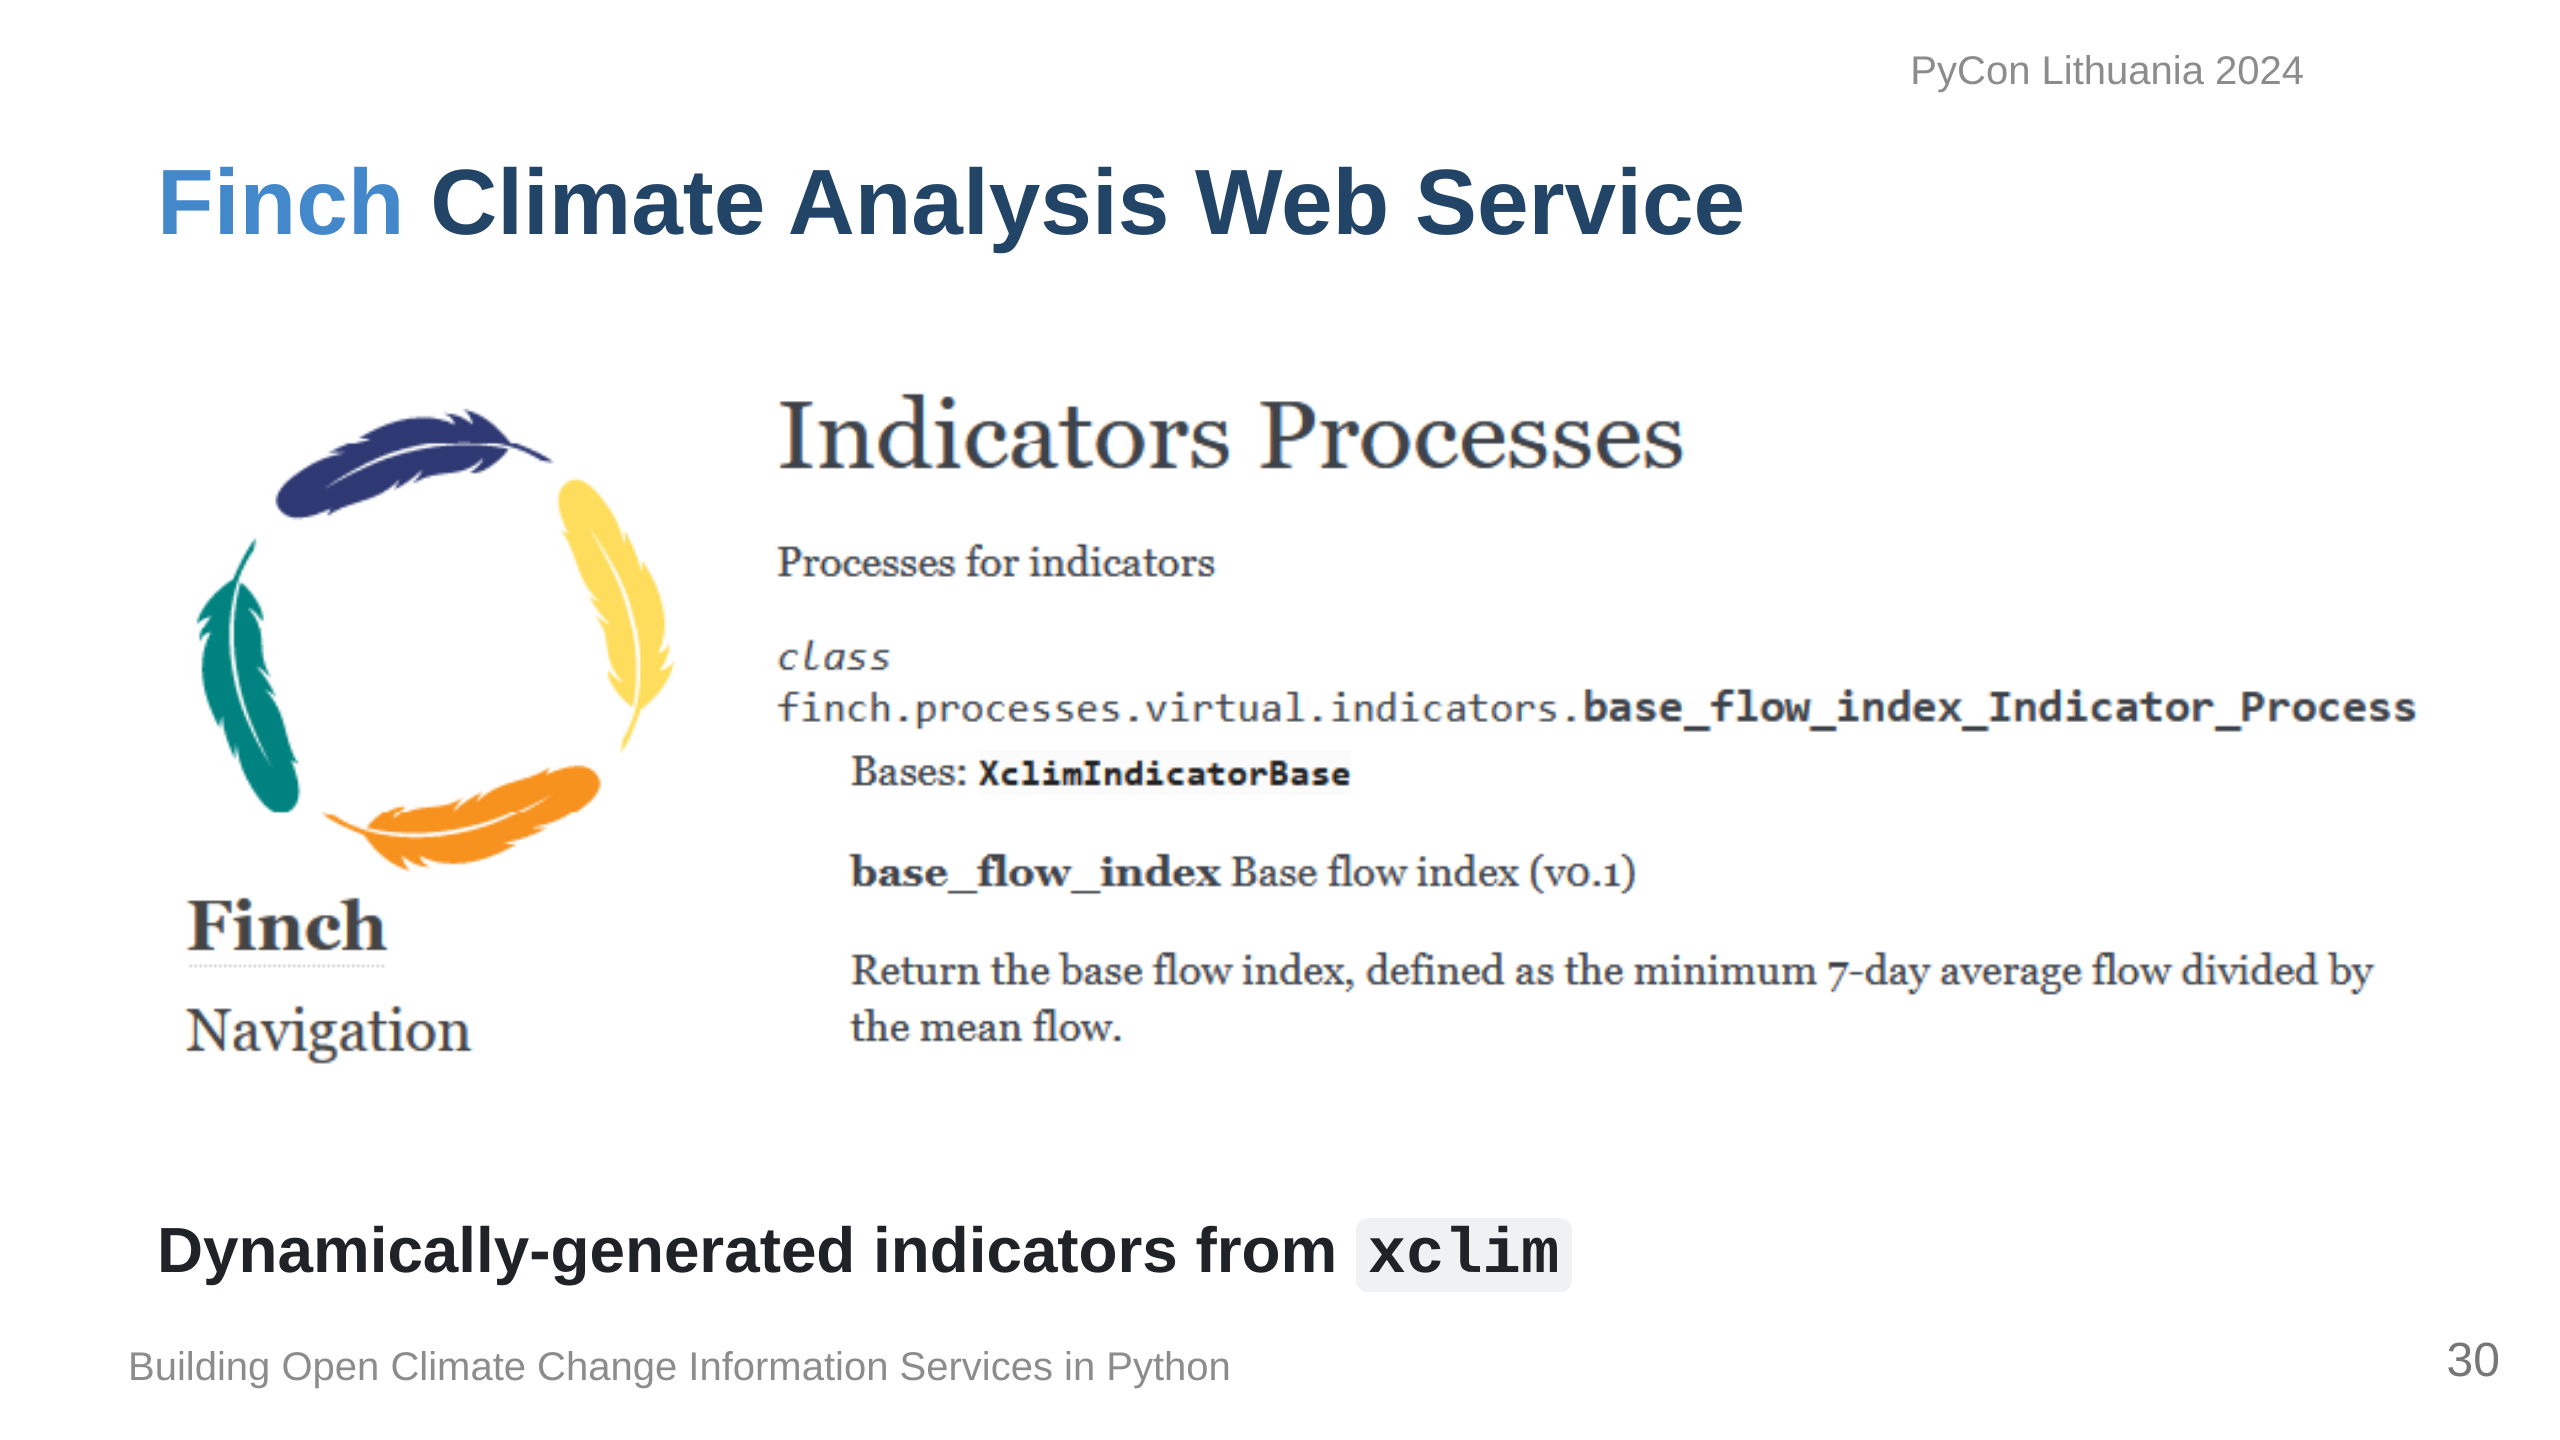 PyCon Lithuania 2024
Finch Climate Analysis Web Service
Finch
Navigation
Indicators Processes
Processes for indicators
class
finch.processes.virtual.indicators.base_flow_index_Indicator_Process
Bases: XclimIndicatorBase
base_flow_index Base flow index (v0.1)
Return the base flow index, defined as the minimum 7-day average flow divided by
the mean flow.
Dynamically-generated indicators from xclim
Building Open Climate Change Information Services in Python
30